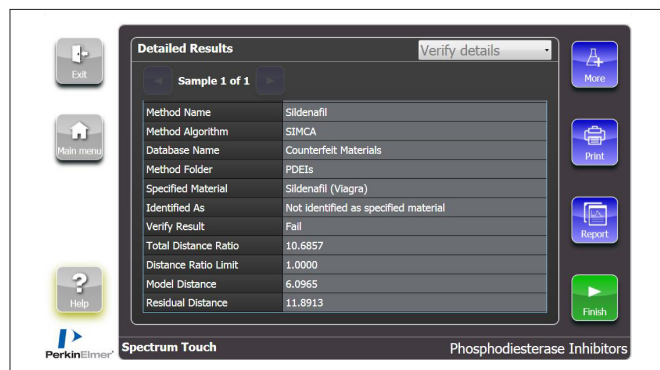 Detailed Results
Verify details
Exit
Sample 1 of 1
More
Method Name Sildenafil
Method Algorithm SIMCA
Database Name Counterfeit Materials
Method Folder PDEIs
Specified Material Sildenafil (Viagra)
Identified As Not identified as specified material
Verify Result Fail
Total Distance Ratio 10.6857
Distance Ratio Limit 1.0000
Model Distance 6.0965
Residual Distance 11.8913
Main menu
Print
Report
?
Help
Finish
PerkinElmer
Spectrum Touch
Phosphodiesterase Inhibitors